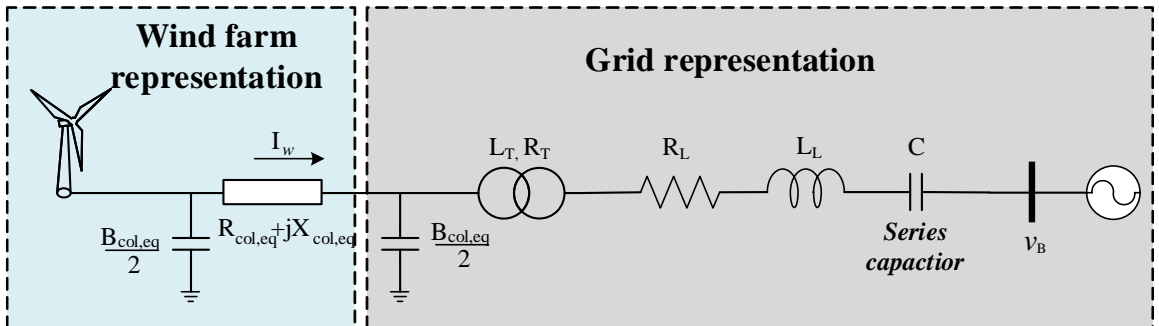 Wind farm
representation
Grid representation
I_w
L_T, R_T
R_L
L_L
C
R_col,eq+jX_col,eq
B_col,eq
2
B_col,eq
2
Series
capactior
v_B